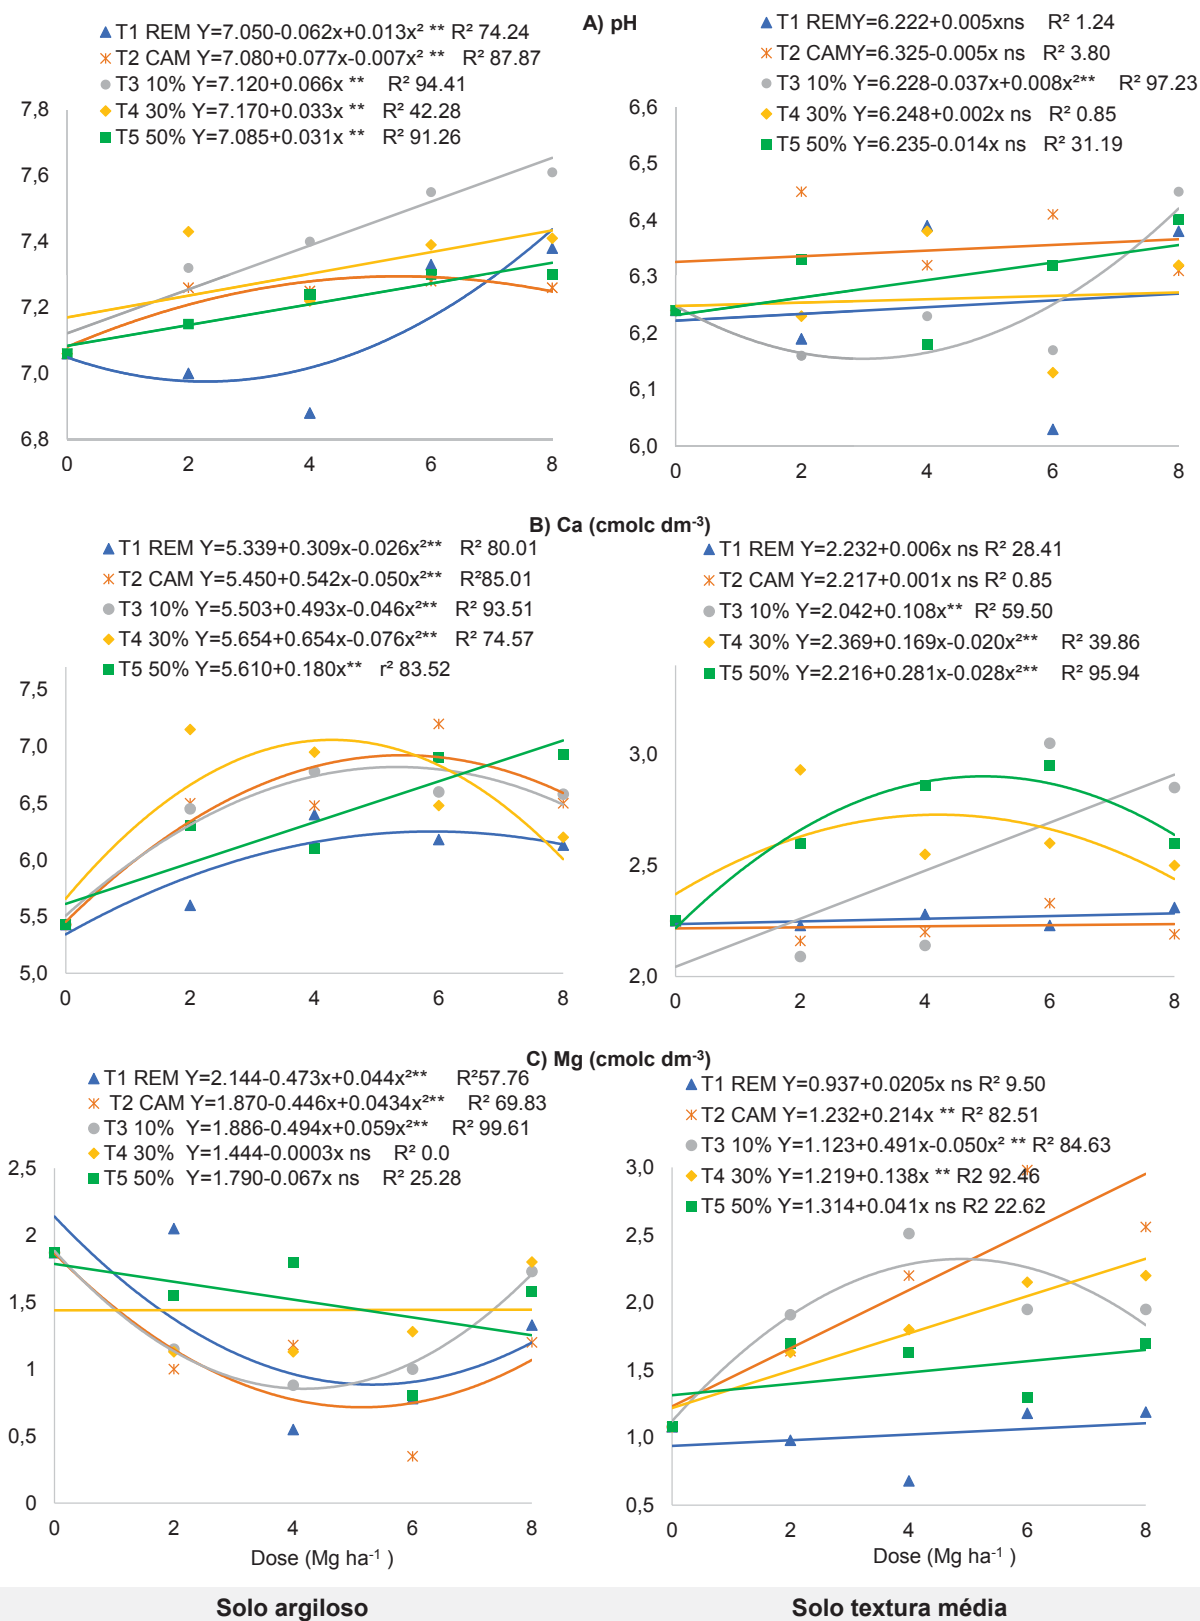 A) pH
T1 REM Y=7.050-0.062x+0.013x² ** R² 74.24
T2 CAM Y=7.080+0.077x-0.007x² ** R² 87.87
T3 10% Y=7.120+0.066x ** R² 94.41
T4 30% Y=7.170+0.033x ** R² 42.28
T5 50% Y=7.085+0.031x ** R² 91.26
7,8
7,6
7,4
7,2
7,0
6,8
0 2 4 6 8
T1 REMY=6.222+0.005xns R² 1.24
T2 CAMY=6.325-0.005x ns R² 3.80
T3 10% Y=6.228-0.037x+0.008x²** R² 97.23
T4 30% Y=6.248+0.002x ns R² 0.85
T5 50% Y=6.235-0.014x ns R² 31.19
6,6
6,5
6,4
6,3
6,2
6,1
6,0
0 2 4 6 8
B) Ca (cmolc dm⁻³)
T1 REM Y=5.339+0.309x-0.026x²** R² 80.01
T2 CAM Y=5.450+0.542x-0.050x²** R²85.01
T3 10% Y=5.503+0.493x-0.046x²** R² 93.51
T4 30% Y=5.654+0.654x-0.076x²** R² 74.57
T5 50% Y=5.610+0.180x** r² 83.52
7,5
7,0
6,5
6,0
5,5
5,0
0 2 4 6 8
T1 REM Y=2.232+0.006x ns R² 28.41
T2 CAM Y=2.217+0.001x ns R² 0.85
T3 10% Y=2.042+0.108x** R² 59.50
T4 30% Y=2.369+0.169x-0.020x²** R² 39.86
T5 50% Y=2.216+0.281x-0.028x²** R² 95.94
3,0
2,5
2,0
0 2 4 6 8
C) Mg (cmolc dm⁻³)
T1 REM Y=2.144-0.473x+0.044x²** R²57.76
T2 CAM Y=1.870-0.446x+0.0434x²** R² 69.83
T3 10% Y=1.886-0.494x+0.059x²** R² 99.61
T4 30% Y=1.444-0.0003x ns R² 0.0
T5 50% Y=1.790-0.067x ns R² 25.28
2,5
2
1,5
1
0,5
0
0 2 4 6 8
Dose (Mg ha⁻¹ )
T1 REM Y=0.937+0.0205x ns R² 9.50
T2 CAM Y=1.232+0.214x ** R² 82.51
T3 10% Y=1.123+0.491x-0.050x² ** R² 84.63
T4 30% Y=1.219+0.138x ** R2 92.46
T5 50% Y=1.314+0.041x ns R2 22.62
3,0
2,5
2,0
1,5
1,0
0,5
0 2 4 6 8
Dose (Mg ha⁻¹ )
Solo argiloso
Solo textura média